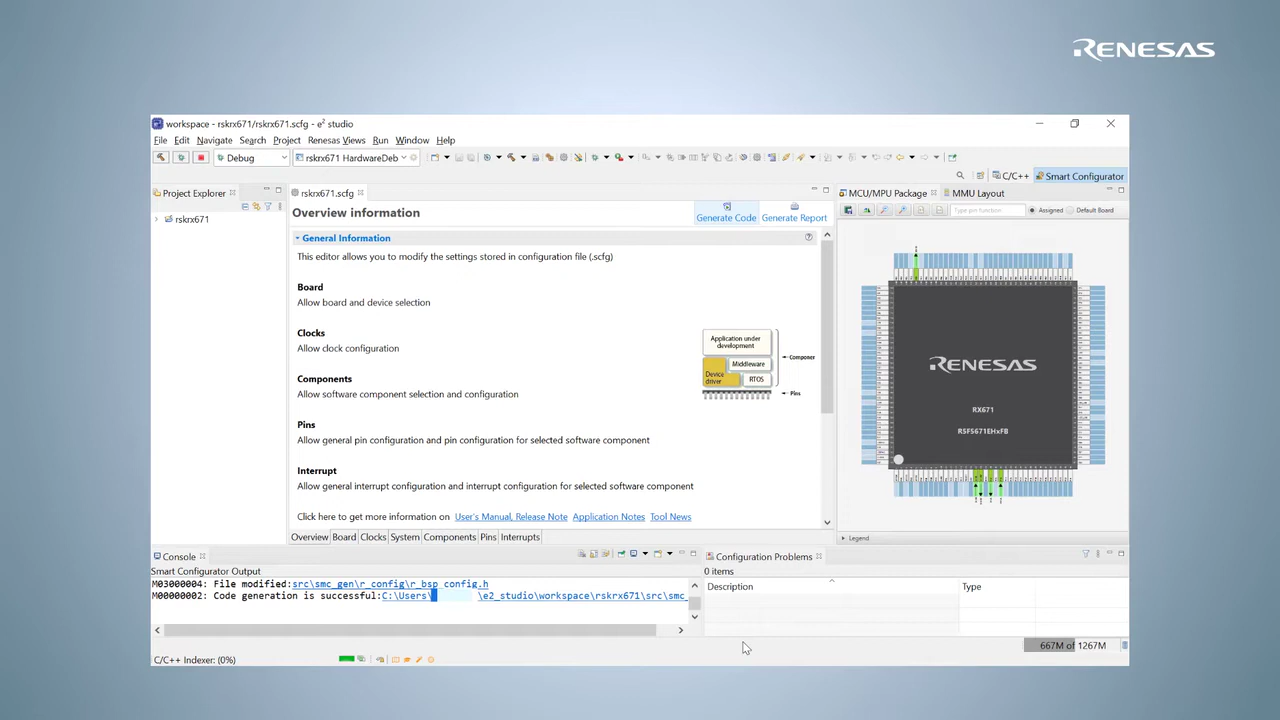 RENESAS
workspace - rskrx671/rskrx671.scfg - e² studio
File Edit Navigate Search Project Renesas Views Run Window Help
Debug rskrx671 HardwareDeb
C/C++ Smart Configurator
Project Explorer
rskrx671
rskrx671.scfg
Overview information
Generate Code Generate Report
General Information
This editor allows you to modify the settings stored in configuration file (.scfg)
Board
Allow board and device selection
Clocks
Allow clock configuration
Components
Allow software component selection and configuration
Pins
Allow general pin configuration and pin configuration for selected software component
Interrupt
Allow general interrupt configuration and interrupt configuration for selected software component
Click here to get more information on User's Manual, Release Note Application Notes Tool News
Application under
development
Middleware
Device
driver
RTOS
Componer
Pins
Overview Board Clocks System Components Pins Interrupts
MCU/MPU Package MMU Layout
Type pin function Assigned Default Board
RENESAS
RX671
R5F5671EHxFB
Legend
Console
Smart Configurator Output
M03000004: File modified:src\smc_gen\r_config\r_bsp_config.h
M00000002: Code generation is successful:C:\Users\ \e2_studio\workspace\rskrx671\src\smc_
Configuration Problems
0 items
Description Type
C/C++ Indexer: (0%)
667M of 1267M